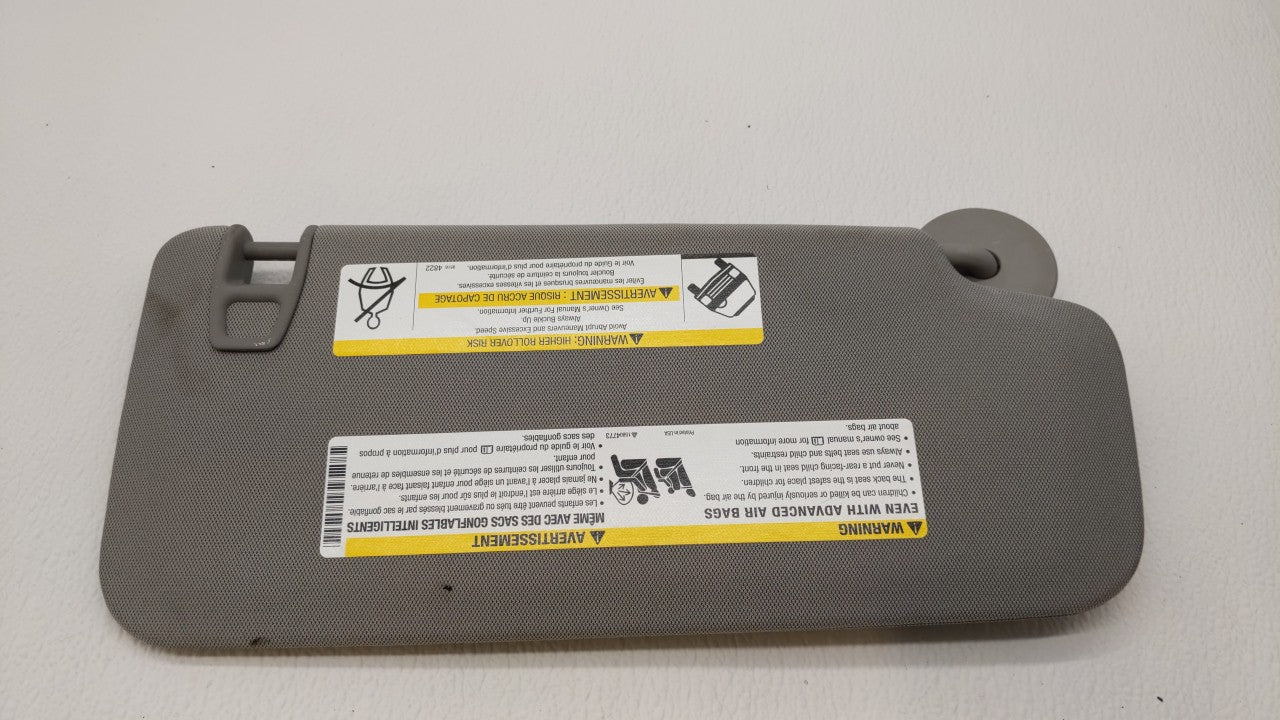 ⚠ WARNING
EVEN WITH ADVANCED AIR BAGS
• Children can be killed or seriously injured by the air bag.
• The back seat is the safest place for children.
• Never put a rear-facing child seat in the front.
• Always use seat belts and child restraints.
• See owner's manual for more information
about air bags.
Printed in USA
⚠ AVERTISSEMENT
MÊME AVEC DES SACS GONFLABLES INTELLIGENTS
• Les enfants peuvent être tués ou gravement blessés par le sac gonflable.
• Le siège arrière est l'endroit le plus sûr pour les enfants.
• Ne jamais placer à l'avant un siège pour enfant faisant face à l'arrière.
• Toujours utiliser les ceintures de sécurité et les ensembles de retenue
pour enfant.
• Voir le guide du propriétaire pour plus d'information à propos
des sacs gonflables.
⚠ WARNING: HIGHER ROLLOVER RISK
Avoid Abrupt Maneuvers and Excessive Speed.
Always Buckle Up.
See Owner's Manual For Further Information.
⚠ AVERTISSEMENT : RISQUE ACCRU DE CAPOTAGE
Eviter les manoeuvres brusques et les vitesses excessives.
Boucler toujours la ceinture de sécurité.
Voir le Guide du propriétaire pour plus d'information.
4822